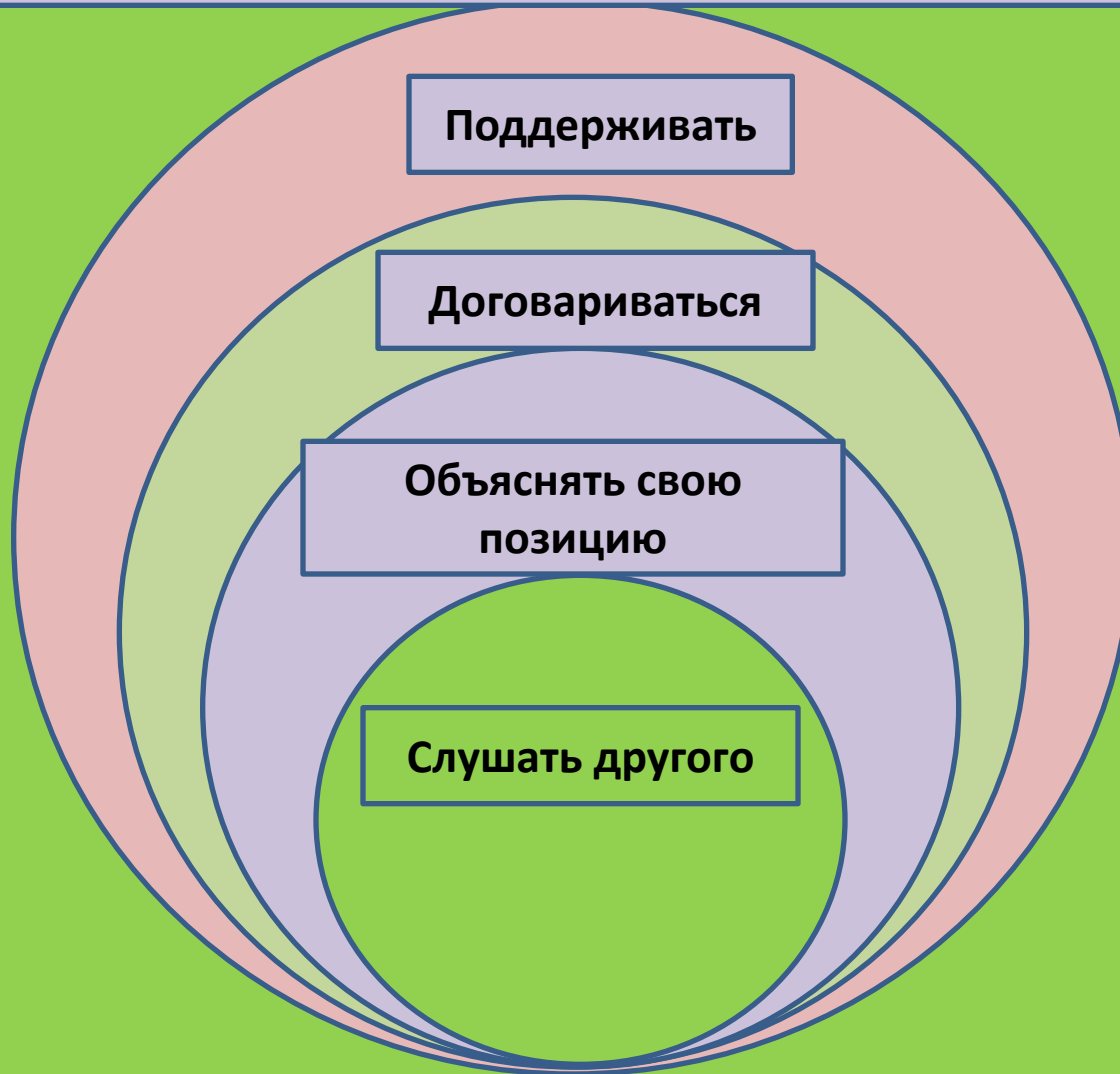 Поддерживать
Договариваться
Объяснять свою
позицию
Слушать другого